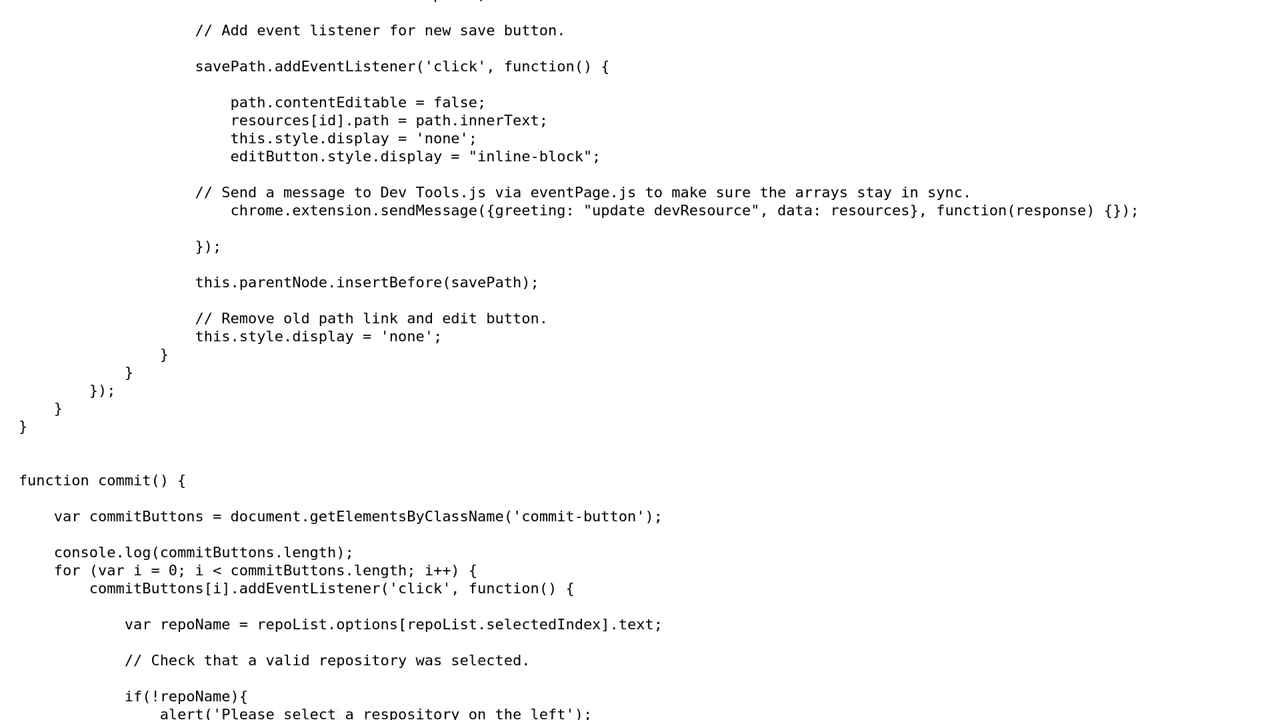 // Add event listener for new save button.
savePath.addEventListener('click', function() {
path.contentEditable = false;
resources[id].path = path.innerText;
this.style.display = 'none';
editButton.style.display = "inline-block";
// Send a message to Dev Tools.js via eventPage.js to make sure the arrays stay in sync.
chrome.extension.sendMessage({greeting: "update devResource", data: resources}, function(response) {});
});
this.parentNode.insertBefore(savePath);
// Remove old path link and edit button.
this.style.display = 'none';
}
}
});
}
}
function commit() {
var commitButtons = document.getElementsByClassName('commit-button');
console.log(commitButtons.length);
for (var i = 0; i < commitButtons.length; i++) {
commitButtons[i].addEventListener('click', function() {
var repoName = repoList.options[repoList.selectedIndex].text;
// Check that a valid repository was selected.
if(!repoName){
alert('Please select a respository on the left');